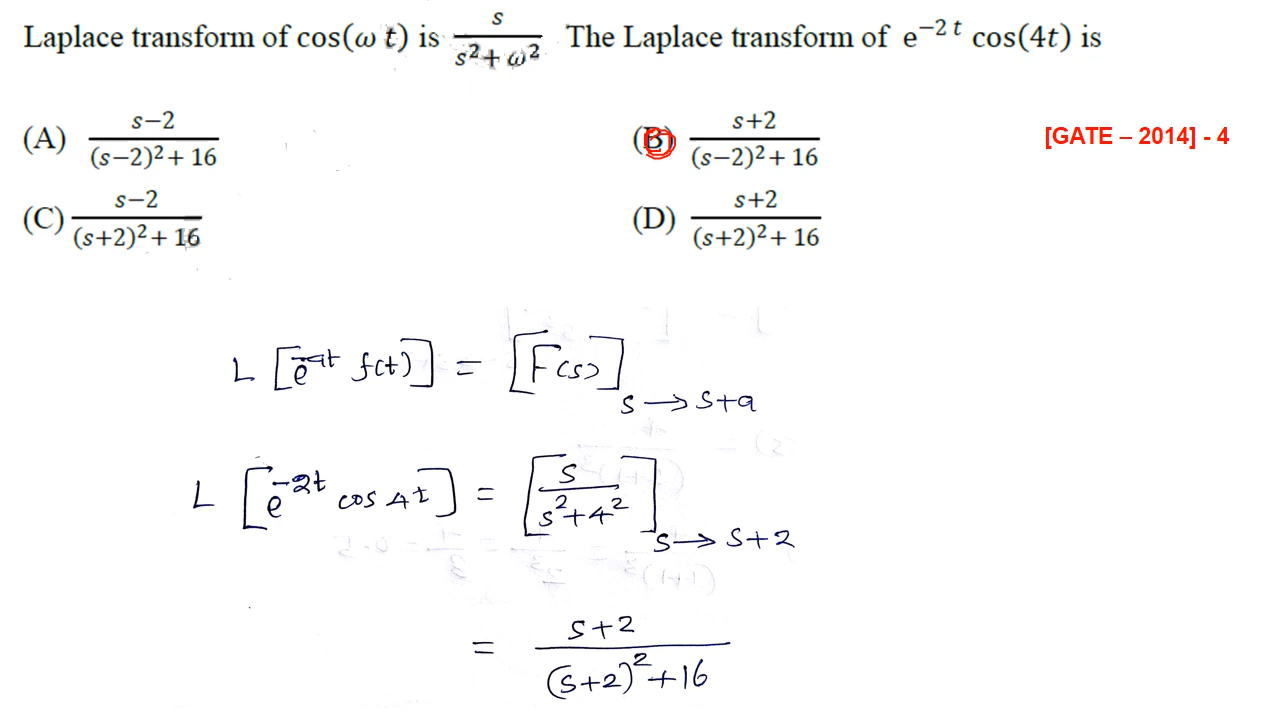 Laplace transform of cos(ω t) is s/(s²+ ω²) The Laplace transform of e⁻²ᵗ cos(4t) is
(A) (s−2)/((s−2)²+ 16) (B) (s+2)/((s−2)²+ 16) [GATE – 2014] - 4
(C) (s−2)/((s+2)²+ 16) (D) (s+2)/((s+2)²+ 16)
L [e⁻ᵃᵗ f(t)] = [F(s)] s → s+a
L [e⁻²ᵗ cos 4t] = [s/(s²+4²)] s → s+2
= (s+2)/((s+2)²+16)